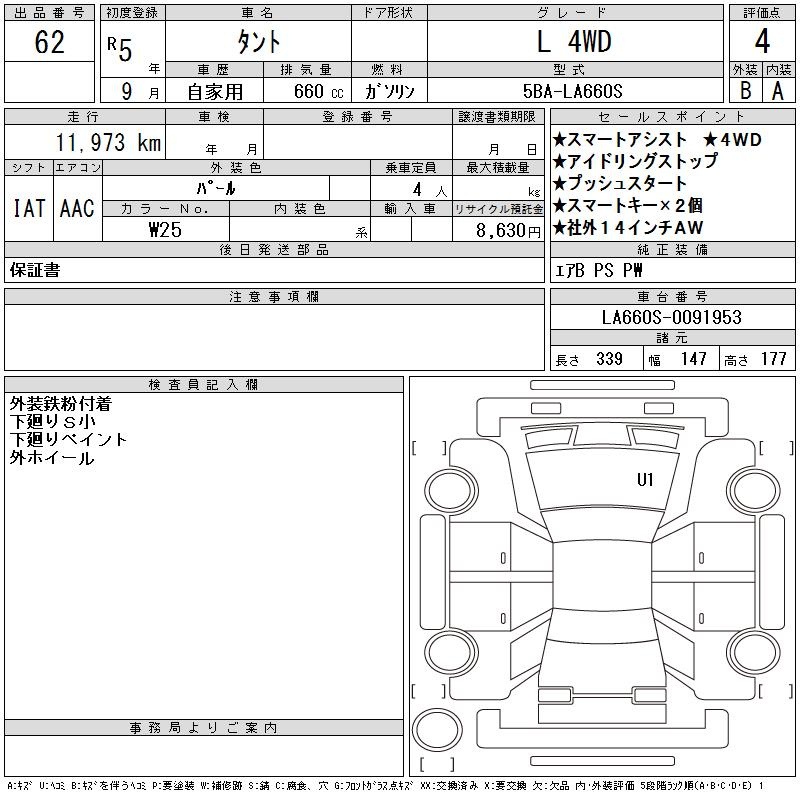 出品番号
62
初度登録
R5年
9月
車名
ﾀﾝﾄ
ドア形状
グレード
L 4WD
評価点
4
車歴
自家用
排気量
660 CC
燃料
ｶﾞｿﾘﾝ
型式
5BA-LA660S
外装 内装
B A
走行
11,973 km
車検
年 月
登録番号
譲渡書類期限
月 日
シフト エアコン
IAT AAC
外装色
ﾊﾟｰﾙ
乗車定員
4 人
最大積載量
kg
カラーNo.
W25
内装色
系
輸入車
リサイクル預託金
8,630円
セールスポイント
★スマートアシスト ★４ＷＤ
★アイドリングストップ
★プッシュスタート
★スマートキー×２個
★社外１４インチＡＷ
後日発送部品
保証書
純正装備
ｴｱB PS PW
注意事項欄
車台番号
LA660S-0091953
諸元
長さ 339 幅 147 高さ 177
検査員記入欄
外装鉄粉付着
下廻りＳ小
下廻りペイント
外ホイール
U1
[ ] [ ]
[ ] [ ]
[ ]
事務局よりご案内
A:ｷｽﾞ U:ﾍｺﾐ B:ｷｽﾞを伴うﾍｺﾐ P:要塗装 W:補修跡 S:錆 C:腐食、穴 G:ﾌﾛﾝﾄｶﾞﾗｽ点ｷｽﾞ XX:交換済み X:要交換 欠:欠品 内･外装評価 5段階ﾗﾝｸ順(A･B･C･D･E) 1